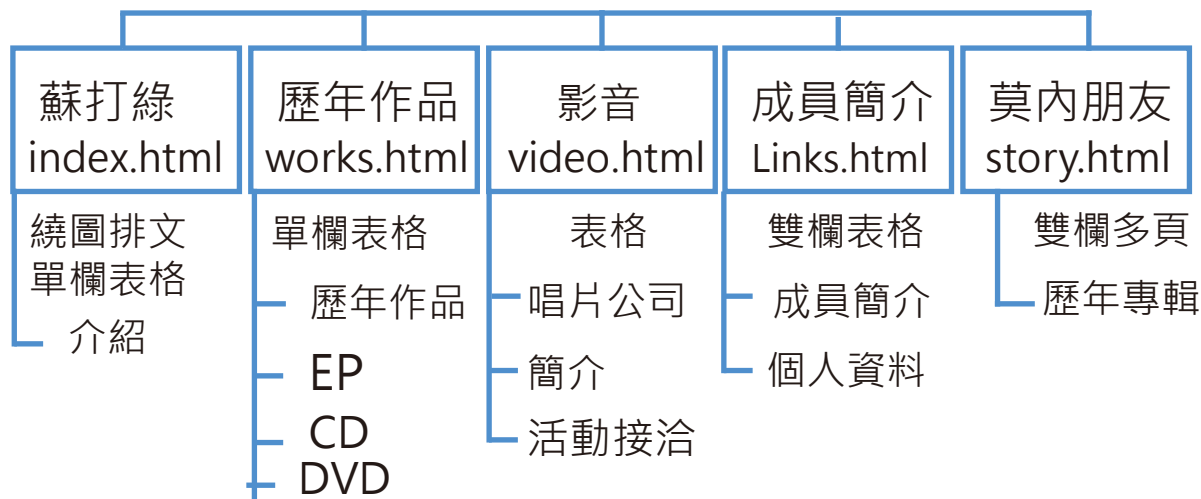 蘇打綠
index.html
繞圖排文
單欄表格
介紹
歷年作品
works.html
單欄表格
歷年作品
EP
CD
DVD
影音
video.html
表格
唱片公司
簡介
活動接洽
成員簡介
Links.html
雙欄表格
成員簡介
個人資料
莫內朋友
story.html
雙欄多頁
歷年專輯